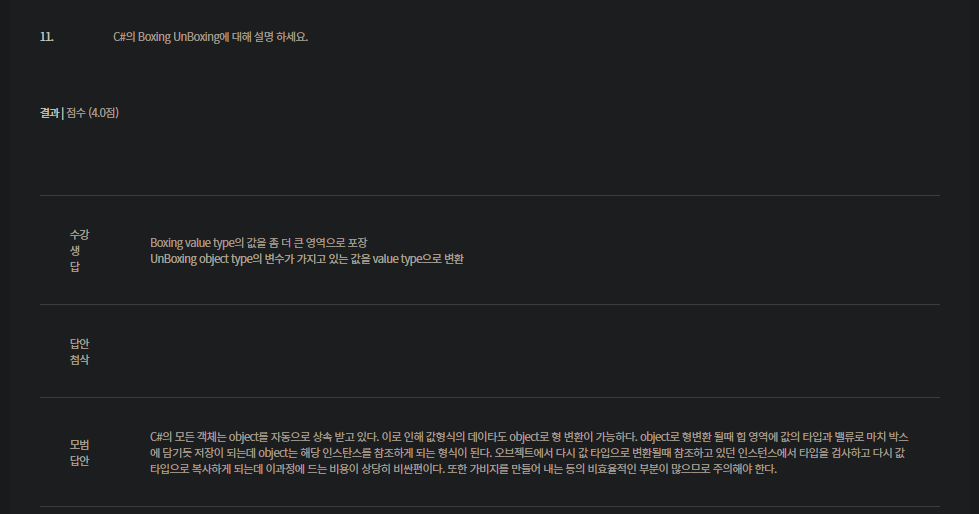 11. C#의 Boxing UnBoxing에 대해 설명 하세요.
결과 | 점수 (4.0점)
수강
생
답
Boxing value type의 값을 좀 더 큰 영역으로 포장
UnBoxing object type의 변수가 가지고 있는 값을 value type으로 변환
답안
첨삭
모범
답안
C#의 모든 객체는 object를 자동으로 상속 받고 있다. 이로 인해 값형식의 데이타도 object로 형 변환이 가능하다. object로 형변환 될때 힙 영역에 값의 타입과 밸류로 마치 박스
에 담기듯 저장이 되는데 object는 해당 인스탄스를 참조하게 되는 형식이 된다. 오브젝트에서 다시 값 타입으로 변환될때 참조하고 있던 인스턴스에서 타입을 검사하고 다시 값
타입으로 복사하게 되는데 이과정에 드는 비용이 상당히 비싼편이다. 또한 가비지를 만들어 내는 등의 비효율적인 부분이 많으므로 주의해야 한다.